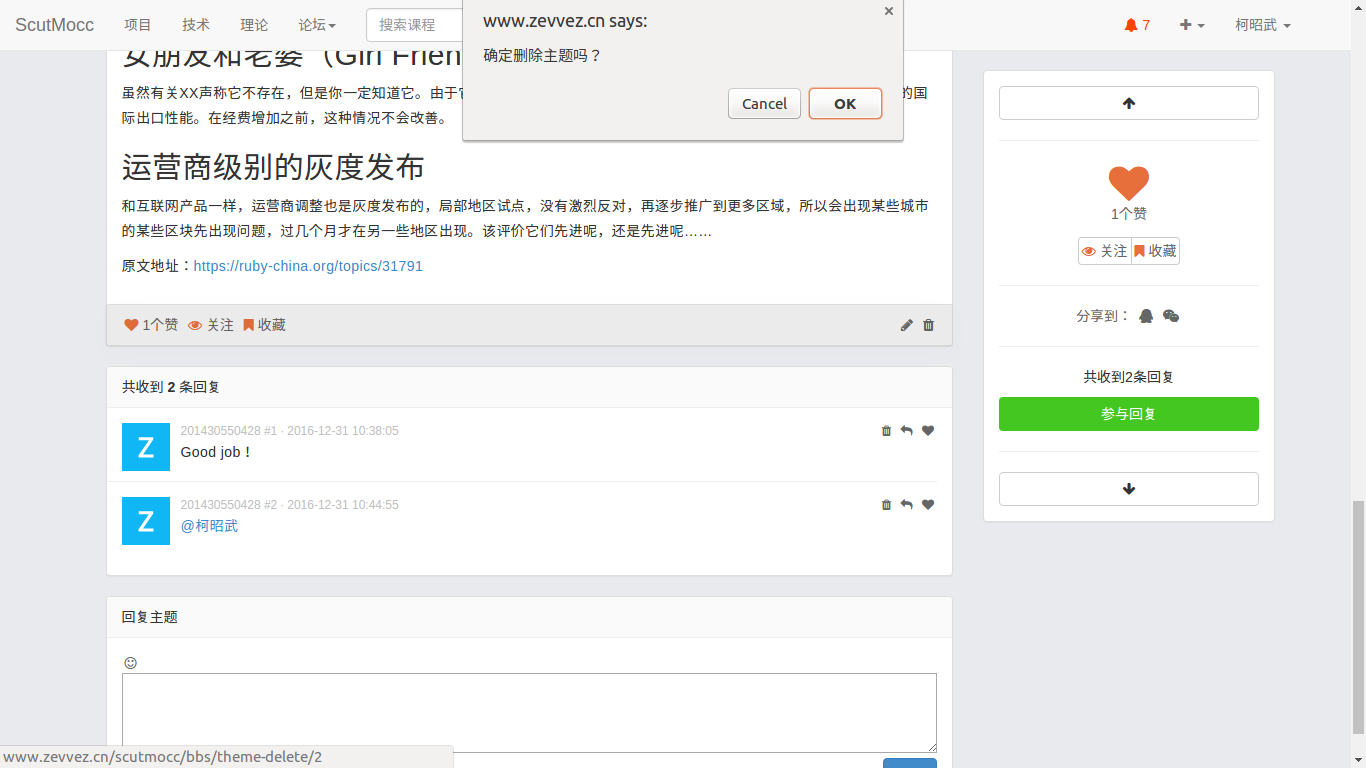 ScutMocc 项目 技术 理论 论坛 搜索课程 7 柯昭武
www.zevvez.cn says:
确定删除主题吗？
Cancel OK
女朋友和老婆（Girl Frien
虽然有关XX声称它不存在，但是你一定知道它。由于
的国
际出口性能。在经费增加之前，这种情况不会改善。
运营商级别的灰度发布
和互联网产品一样，运营商调整也是灰度发布的，局部地区试点，没有激烈反对，再逐步推广到更多区域，所以会出现某些城市
的某些区块先出现问题，过几个月才在另一些地区出现。该评价它们先进呢，还是先进呢……
原文地址：https://ruby-china.org/topics/31791
1个赞 关注 收藏
共收到 2 条回复
Z
201430550428 #1 · 2016-12-31 10:38:05
Good job！
Z
201430550428 #2 · 2016-12-31 10:44:55
@柯昭武
回复主题
1个赞
关注 收藏
分享到：
共收到2条回复
参与回复
www.zevvez.cn/scutmocc/bbs/theme-delete/2